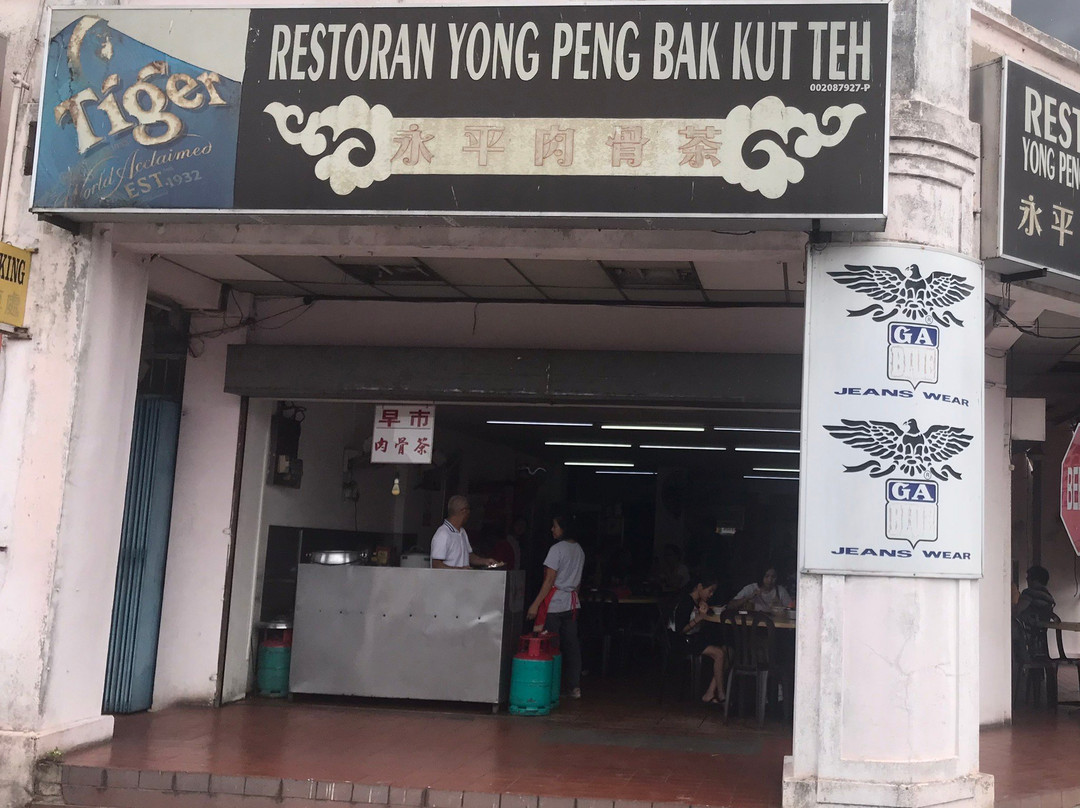 Tiger
World Acclaimed
EST. 1932
RESTORAN YONG PENG BAK KUT TEH
002087927-P
永平肉骨茶
REST
YONG PEN
永平
KING
早市
肉骨茶
GA
JEANS WEAR
GA
JEANS WEAR
BE